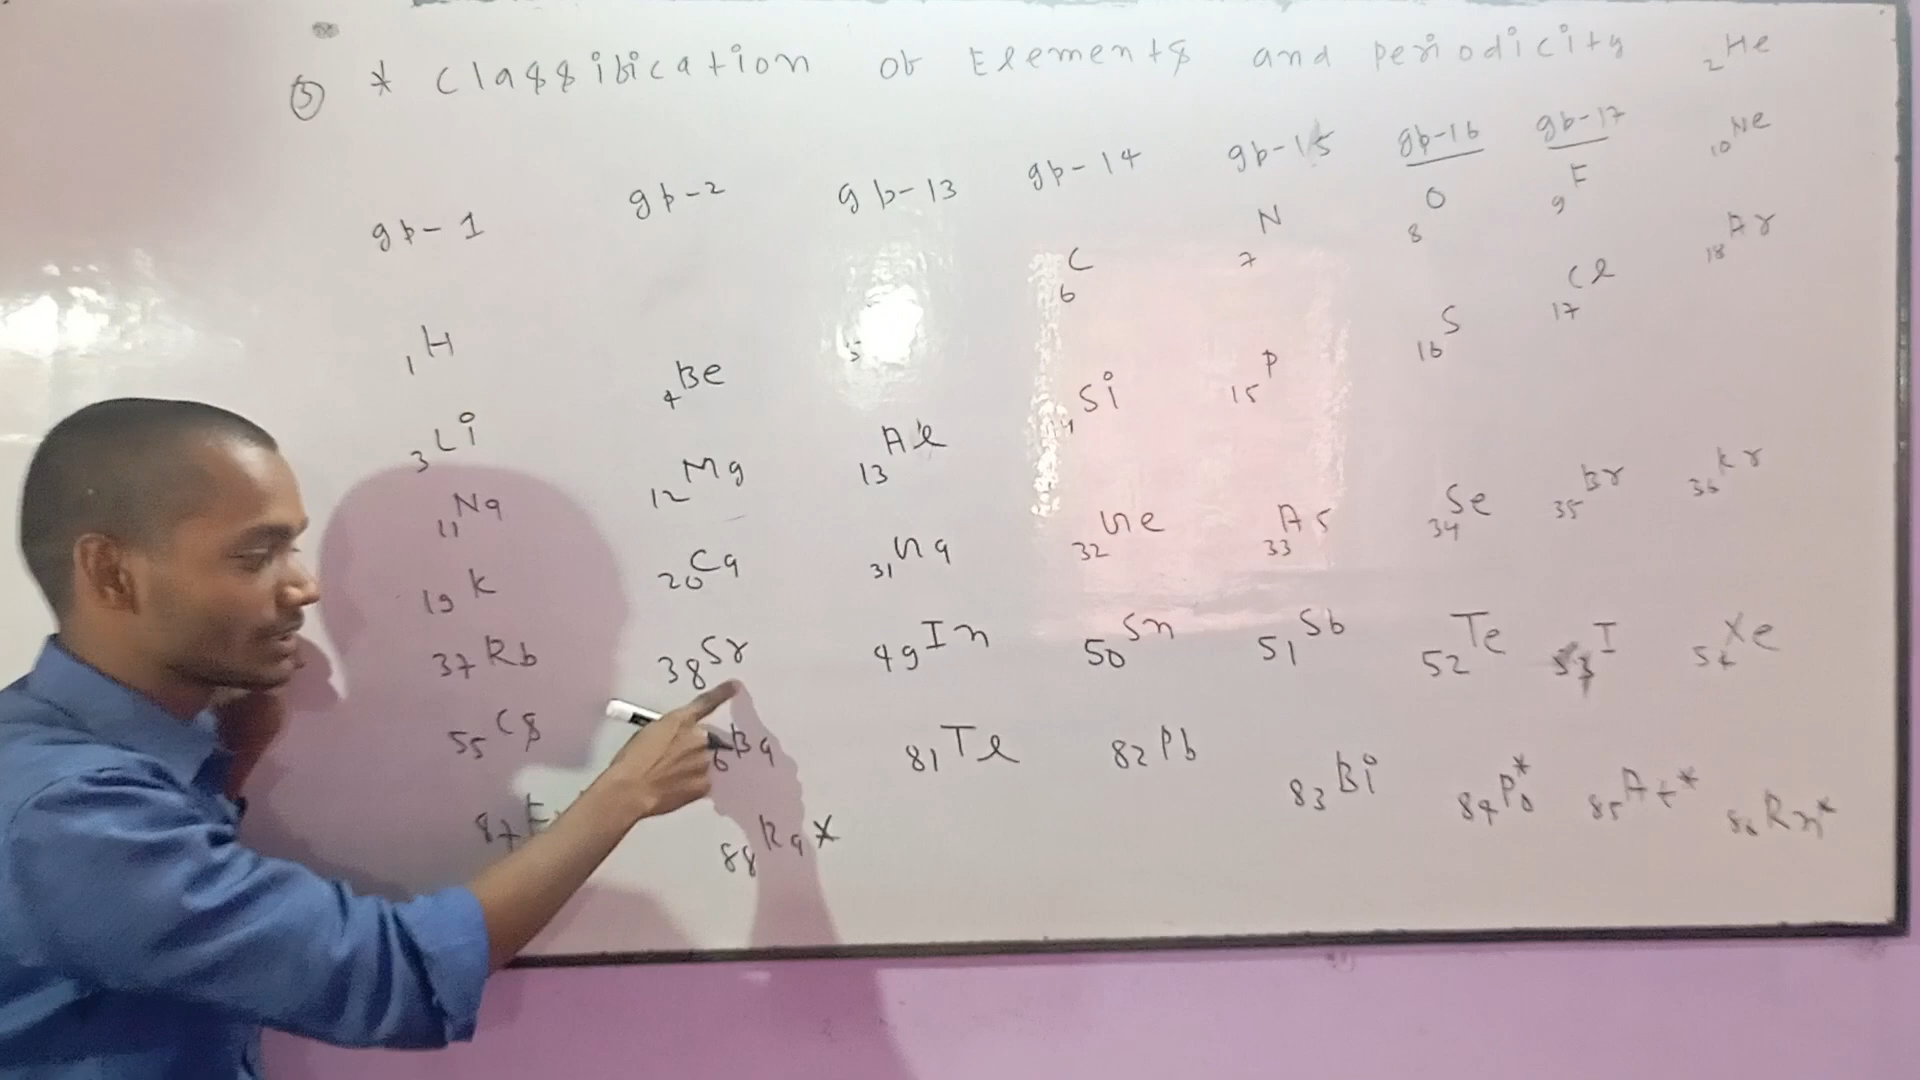 5 * Classification of Elements and periodicity
gp-1 gp-2 gp-13 gp-14 gp-15 gp-16 gp-17
2He
1H 6C 7N 8O 9F 10Ne
3Li 4Be 5 14Si 15P 16S 17Cl 18Ar
11Na 12Mg 13Al
19K 20Ca 31Ga 32Ge 33As 34Se 35Br 36Kr
37Rb 38Sr 49In 50Sn 51Sb 52Te 53I 54Xe
55Cs 6Ba 81Tl 82Pb 83Bi 84Po* 85At* 86Rn*
87F 88Ra*